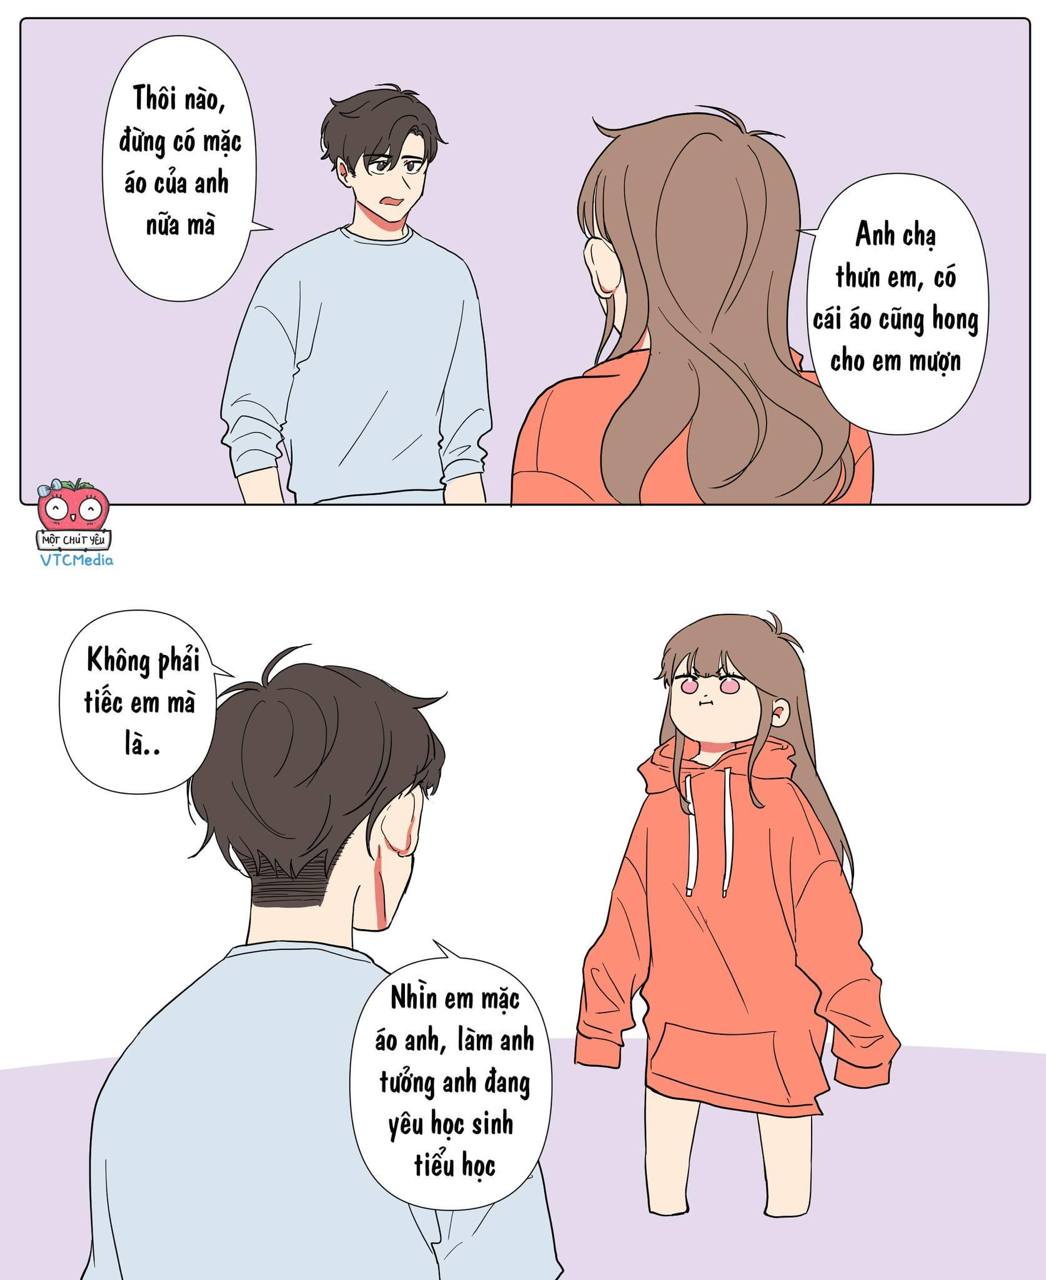 Thôi nào,
đừng có mặc
áo của anh
nữa mà
Anh chạ
thưn em, có
cái áo cũng hong
cho em mượn
MỘT CHÚT YÊU
VTCMedia
Không phải
tiếc em mà
là..
Nhìn em mặc
áo anh, làm anh
tưởng anh đang
yêu học sinh
tiểu học